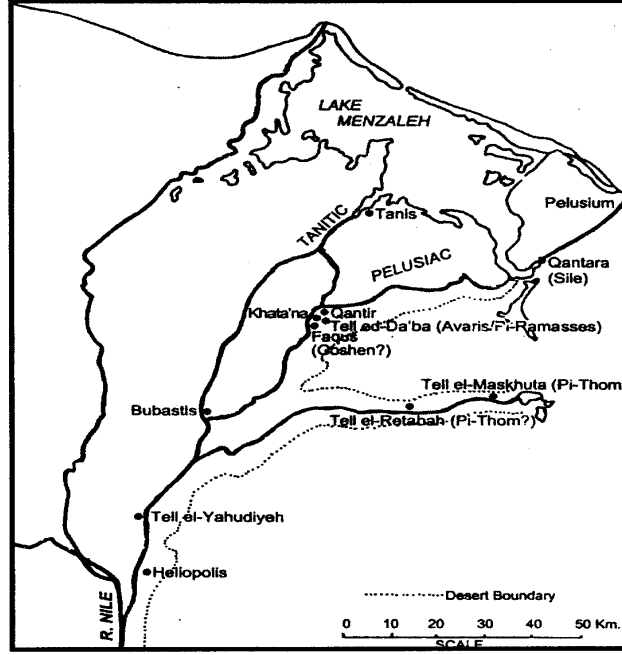 LAKE
MENZALEH
TANITIC
Tanis
Pelusium
PELUSIAC
Qantara
(Sile)
Khata'na
Qantir
Tell ed-Da'ba (Avaris/Pi-Ramasses)
Faqus
(Goshen?)
Tell el-Maskhuta (Pi-Thom
Bubastis
Tell el-Retabah (Pi-Thom?)
Tell el-Yahudiyeh
Heliopolis
R. NILE
Desert Boundary
0 10 20 30 40 50 Km.
SCALE